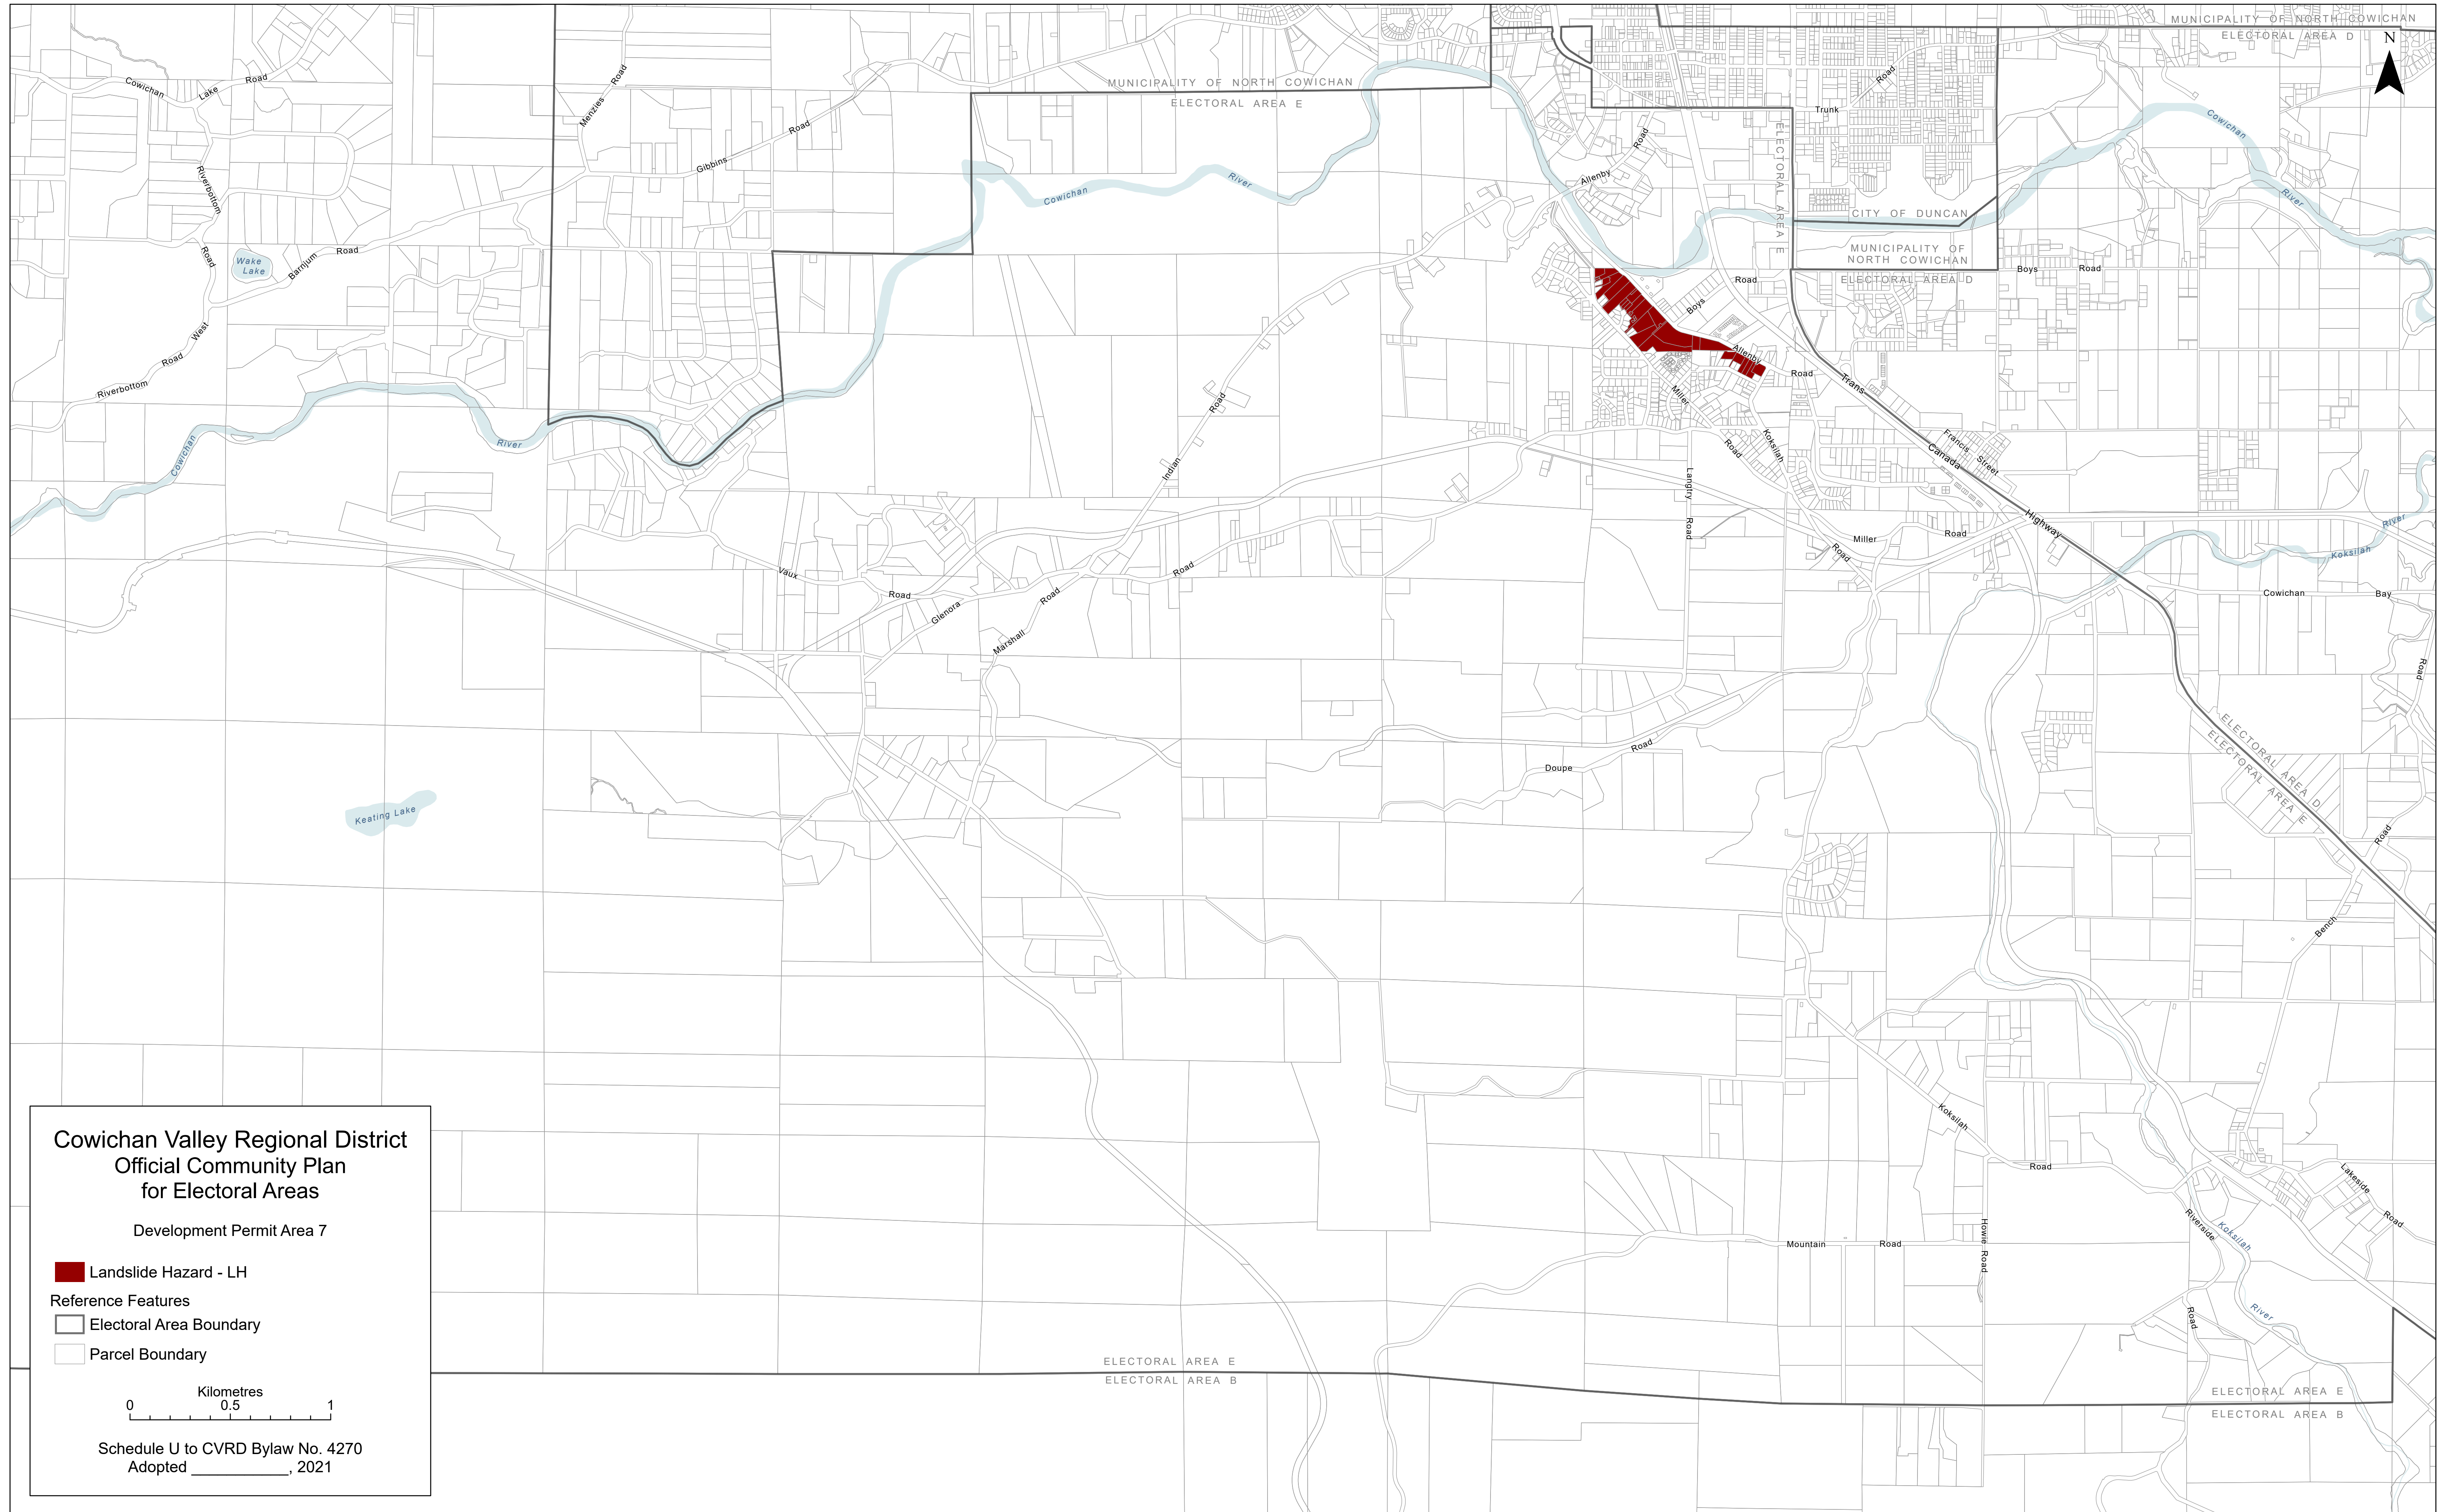 MUNICIPALITY OF NORTH COWICHAN
ELECTORAL AREA D
N
Cowichan Lake Road
Menzies Road
MUNICIPALITY OF NORTH COWICHAN
ELECTORAL AREA E
Gibbins Road
Trunk Road
Allenby Road
ELECTORAL AREA E
Cowichan River
Cowichan River
Riverbottom Road
CITY OF DUNCAN
MUNICIPALITY OF
NORTH COWICHAN
ELECTORAL AREA D
Boys Road
Boys Road
Wake
Lake
Barnjum Road
Riverbottom Road West
Allenby Road
Trans Canada Highway
Cowichan River
Indian Road
Miller Road
Koksilah Road
Langtry Road
Francis Street
Miller Road
Koksilah River
Cowichan Bay Road
Vaux Road
Glenora Road
Marshall Road
Doupe Road
ELECTORAL AREA D
ELECTORAL AREA E
Keating Lake
Bench Road
Koksilah Road
Lakeside Road
Riverside Road
Koksilah River
Mountain Road
Howie Road
ELECTORAL AREA E
ELECTORAL AREA B
ELECTORAL AREA E
ELECTORAL AREA B
Cowichan Valley Regional District
Official Community Plan
for Electoral Areas
Development Permit Area 7
Landslide Hazard - LH
Reference Features
Electoral Area Boundary
Parcel Boundary
Kilometres
0 0.5 1
Schedule U to CVRD Bylaw No. 4270
Adopted ____________, 2021